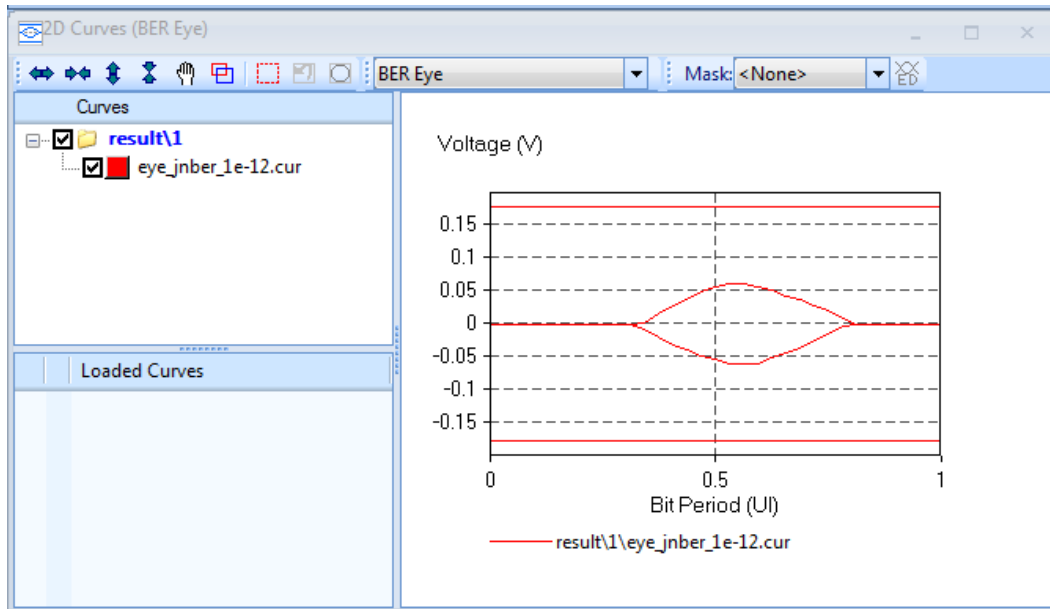 2D Curves (BER Eye)
BER Eye
Mask: <None>
ED
Curves
result\1
eye_jnber_1e-12.cur
Loaded Curves
Voltage (V)
0.15
0.1
0.05
0
-0.05
-0.1
-0.15
0 0.5 1
Bit Period (UI)
result\1\eye_jnber_1e-12.cur